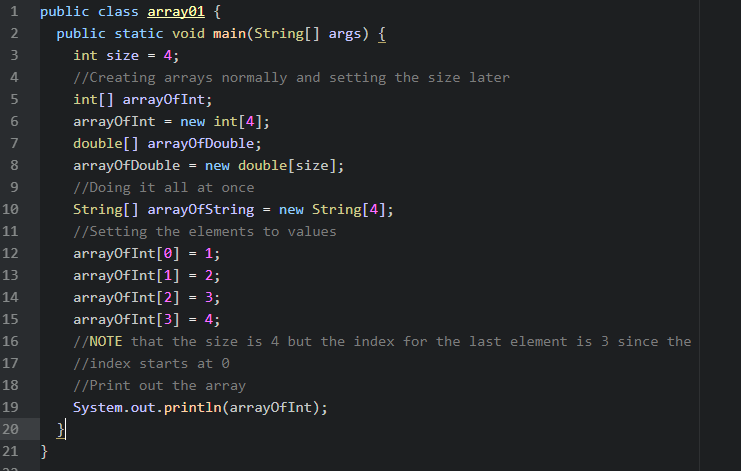 1 public class array01 {
2 public static void main(String[] args) {
3 int size = 4;
4 //Creating arrays normally and setting the size later
5 int[] arrayOfInt;
6 arrayOfInt = new int[4];
7 double[] arrayOfDouble;
8 arrayOfDouble = new double[size];
9 //Doing it all at once
10 String[] arrayOfString = new String[4];
11 //Setting the elements to values
12 arrayOfInt[0] = 1;
13 arrayOfInt[1] = 2;
14 arrayOfInt[2] = 3;
15 arrayOfInt[3] = 4;
16 //NOTE that the size is 4 but the index for the last element is 3 since the
17 //index starts at 0
18 //Print out the array
19 System.out.println(arrayOfInt);
20 }
21 }